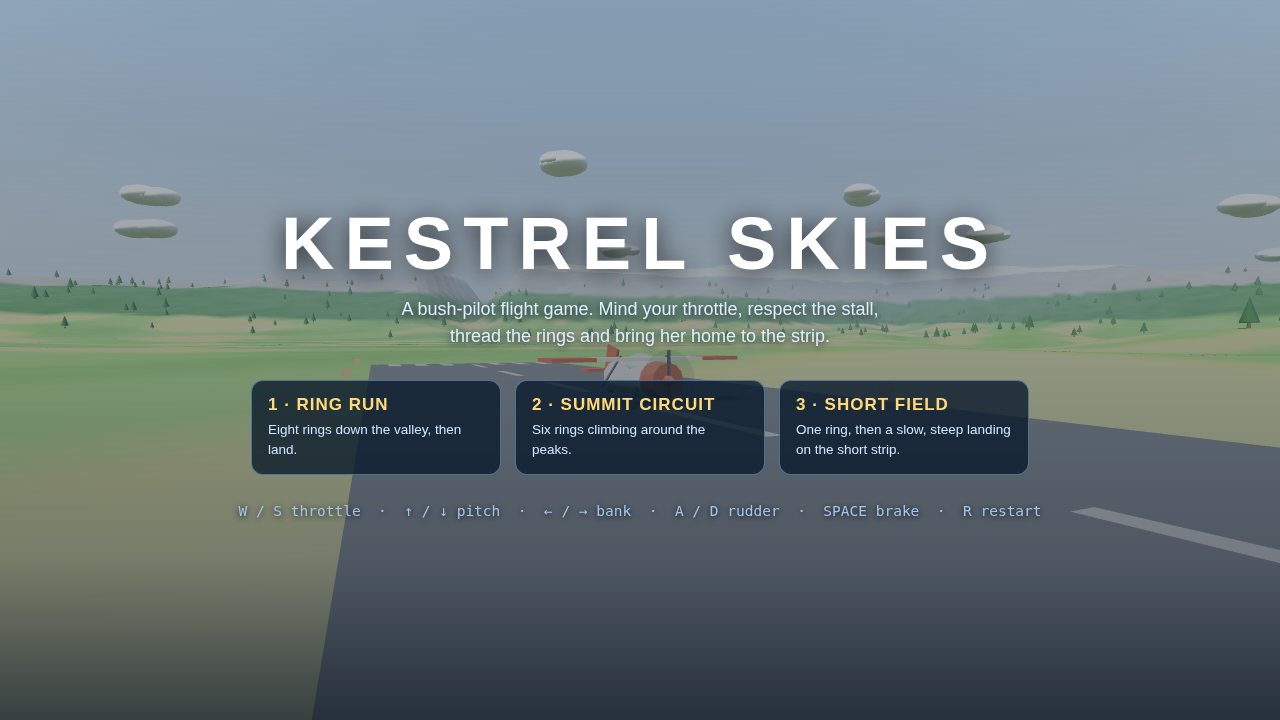 KESTREL SKIES
A bush-pilot flight game. Mind your throttle, respect the stall,
thread the rings and bring her home to the strip.
1 · RING RUN
Eight rings down the valley, then
land.
2 · SUMMIT CIRCUIT
Six rings climbing around the
peaks.
3 · SHORT FIELD
One ring, then a slow, steep landing
on the short strip.
W / S throttle · ↑ / ↓ pitch · ← / → bank · A / D rudder · SPACE brake · R restart